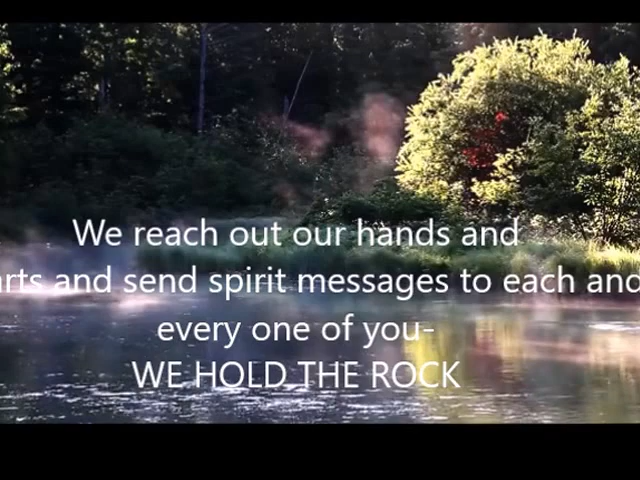 We reach out our hands and
arts and send spirit messages to each and
every one of you-
WE HOLD THE ROCK